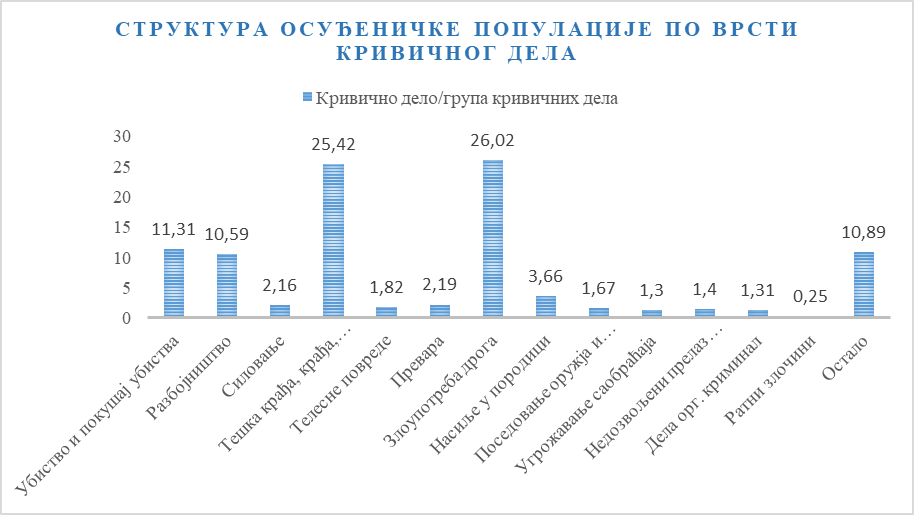 СТРУКТУРА ОСУЂЕНИЧКЕ ПОПУЛАЦИЈЕ ПО ВРСТИ
КРИВИЧНОГ ДЕЛА
Кривично дело/група кривичних дела
30
25
20
15
10
5
0
11,31
10,59
2,16
25,42
1,82
2,19
26,02
3,66
1,67
1,3
1,4
1,31
0,25
10,89
Убиство и покушај убиства
Разбојништво
Силовање
Тешка крађа, крађа,…
Телесне повреде
Превара
Злоупотреба дрога
Насиље у породици
Поседовање оружја и…
Угрожавање саобраћаја
Недозвољени прелаз…
Дела орг. криминал
Ратни злочини
Остало